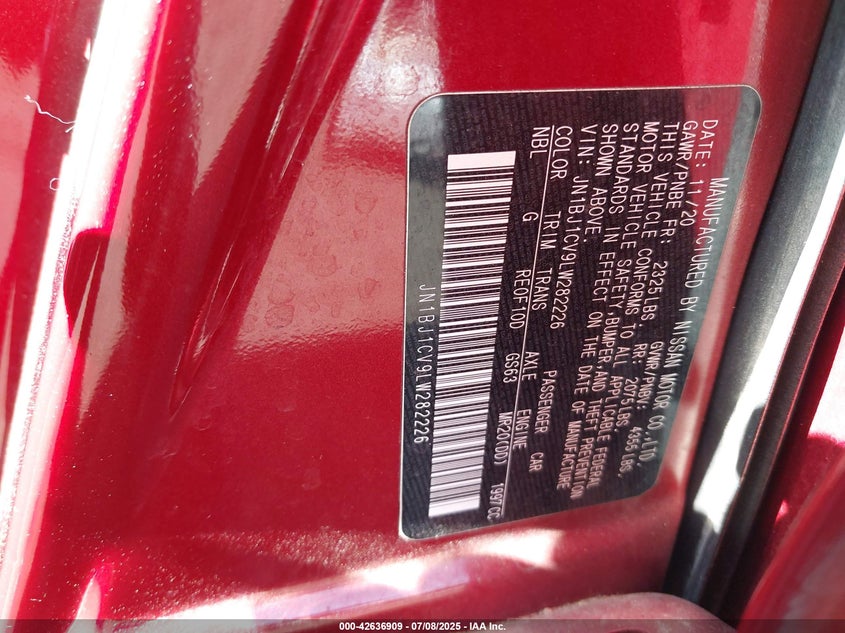 MANUFACTURED BY NISSAN MOTOR CO.,LTD.
DATE: 11/20 GVWR/PNBV: 4355LBS.
GAWR/PNBE FR: 2325LBS. RR: 2075LBS
THIS VEHICLE CONFORMS TO ALL APPLICABLE FEDERAL
MOTOR VEHICLE SAFETY,BUMPER,AND THEFT PREVENTION
STANDARDS IN EFFECT ON THE DATE OF MANUFACTURE
SHOWN ABOVE.
VIN: JN1BJ1CV9LW282226 PASSENGER CAR
COLOR TRIM TRANS AXLE ENGINE
NBL G RE0F10D GS63 MR20(DD) 1997CC
JN1BJ1CV9LW282226
000-42636909 - 07/08/2025 - IAA Inc.